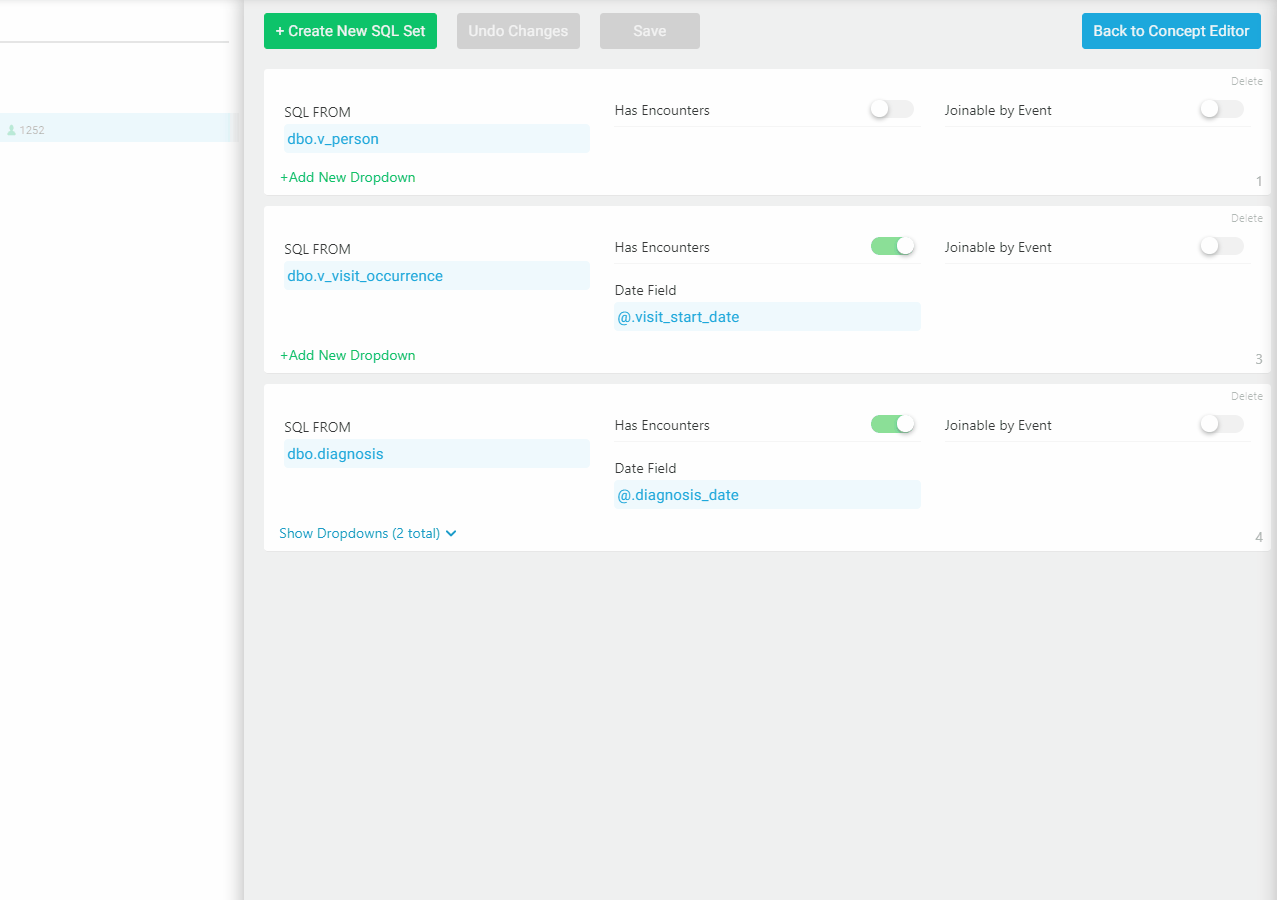 + Create New SQL Set
Undo Changes
Save
Back to Concept Editor
1252
Delete
SQL FROM
dbo.v_person
Has Encounters
Joinable by Event
+Add New Dropdown
1
Delete
SQL FROM
dbo.v_visit_occurrence
Has Encounters
Joinable by Event
Date Field
@.visit_start_date
+Add New Dropdown
3
Delete
SQL FROM
dbo.diagnosis
Has Encounters
Joinable by Event
Date Field
@.diagnosis_date
Show Dropdowns (2 total)
4